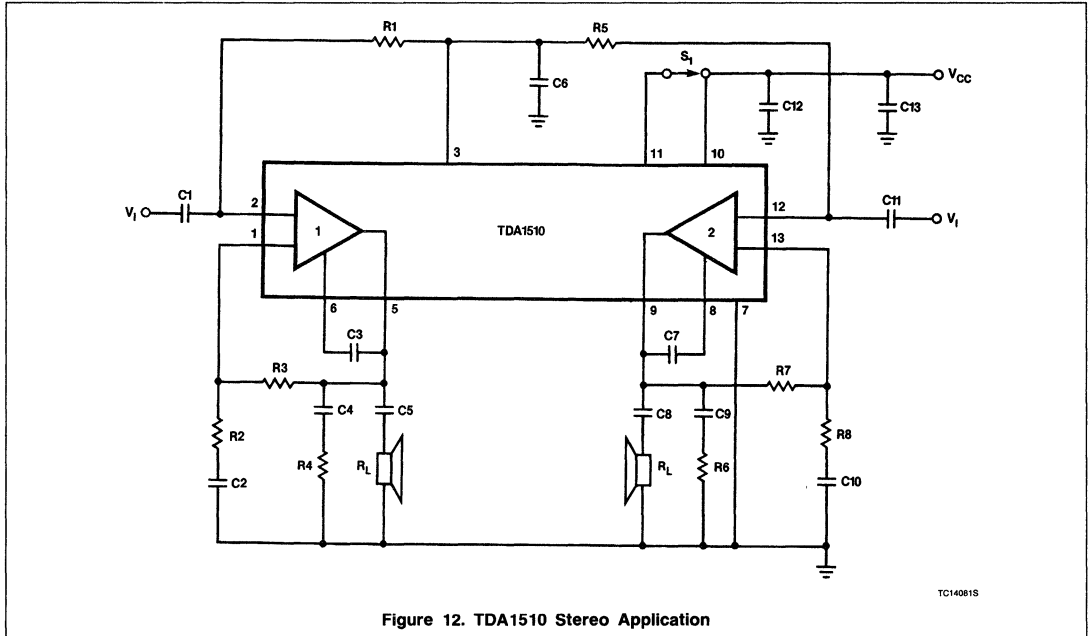 R1
R5
S1
C6
C12
C13
VCC
3
11
10
C1
VI
2
1
1
TDA1510
2
12
13
C11
VI
6
5
9
8
7
C3
C7
R3
R7
C4
C5
C8
C9
R2
R4
RL
RL
R6
R8
C2
C10
TC14081S
Figure 12. TDA1510 Stereo Application